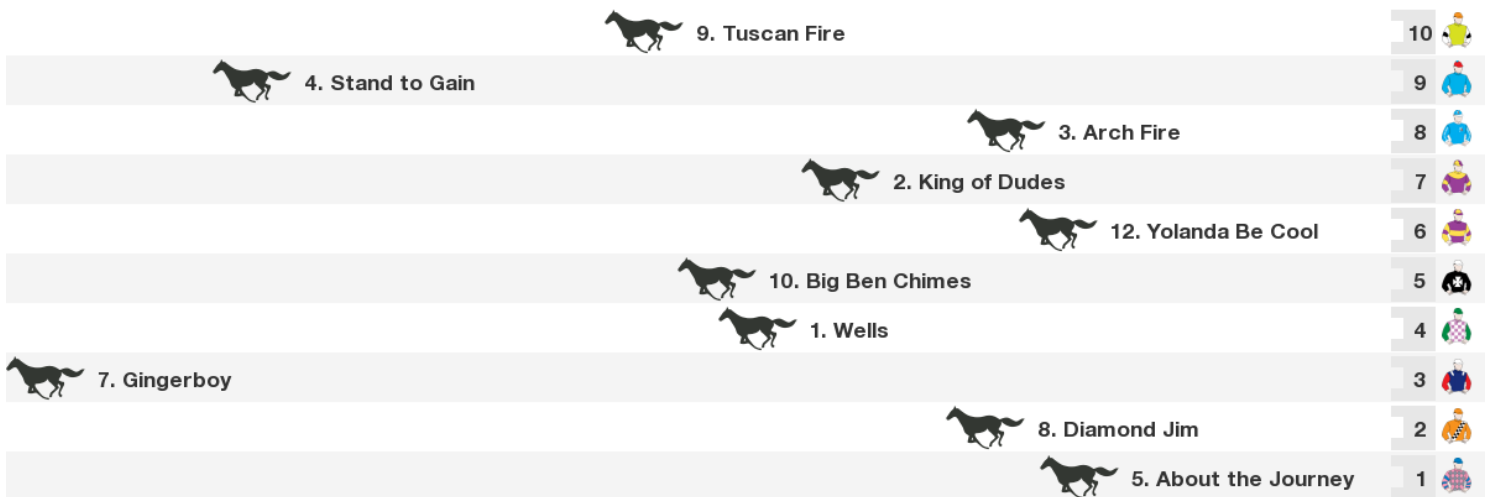 9. Tuscan Fire 10
4. Stand to Gain 9
3. Arch Fire 8
2. King of Dudes 7
12. Yolanda Be Cool 6
10. Big Ben Chimes 5
1. Wells 4
7. Gingerboy 3
8. Diamond Jim 2
5. About the Journey 1